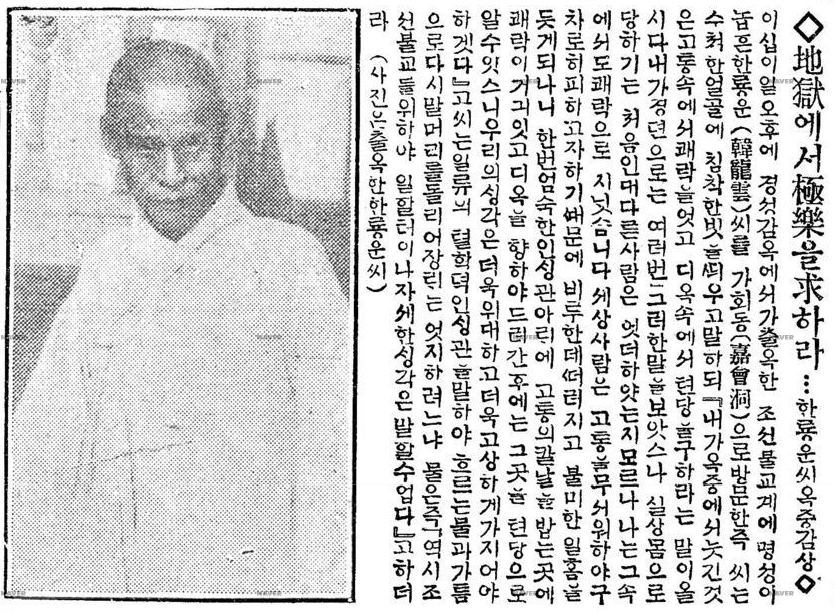 ◇地獄에서極樂을求하라…한룡운씨옥중감상◇
이십이일오후에 경성감옥에서가출옥한 조선불교계에명성이
놉흔한룡운(韓龍雲)씨를 가회동(嘉會洞)으로방문한즉 씨는
수척한얼골에 침착한빗을띄우고말하되『내가옥중에서늣긴것
은고통속에서쾌락을엇고 디옥속에서텬당을구하라는 말이올
시다내가경뎐으로는 여러번그러한말을보앗스나 실상몸으로
당하기는 처음인데다른사람은 엇더하얏는지모르나나는그속
에서도쾌락으로 지냇슴니다세상사람은 고통을무서워하야구
차로히피하고자하기때문에 비루한데떠러지고 불미한일홈을
듯게되나니 한번엄숙한인생관아리에 고통의칼날을밥는곳에
쾌락이거긔잇고디옥을 향하야드러간후에는 그곳을 텬당으로
알수잇스니우리의생각은더욱위대하고더욱고상하게가지어야
하겟다』고씨는일류의 텰학뎍인생관을말하야 흐르는물과가틈
으로다시말머리를돌리어장래는 엇지하려느냐 물은즉『역시조
선불교를위하야 일할터이나자세한생각은말할수업다』고하더
라 (사진은출옥한한룡운씨)